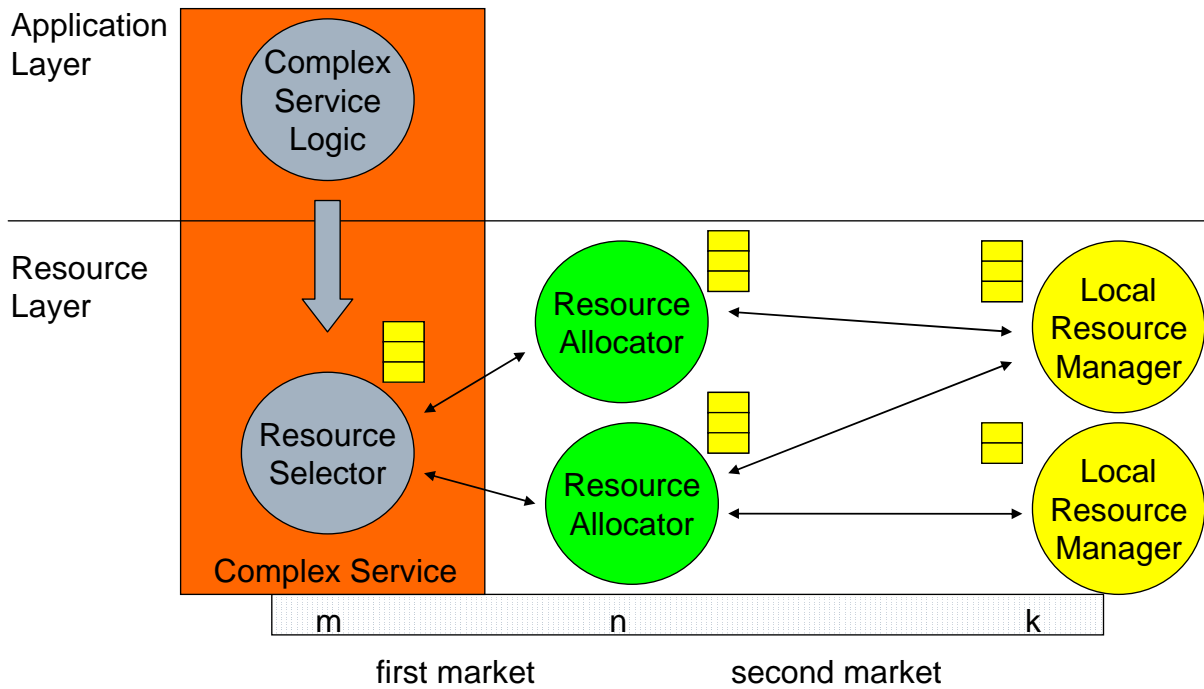 Application
Layer
Complex
Service
Logic
Resource
Layer
Resource
Selector
Complex Service
Resource
Allocator
Resource
Allocator
Local
Resource
Manager
Local
Resource
Manager
m
n
k
first market
second market